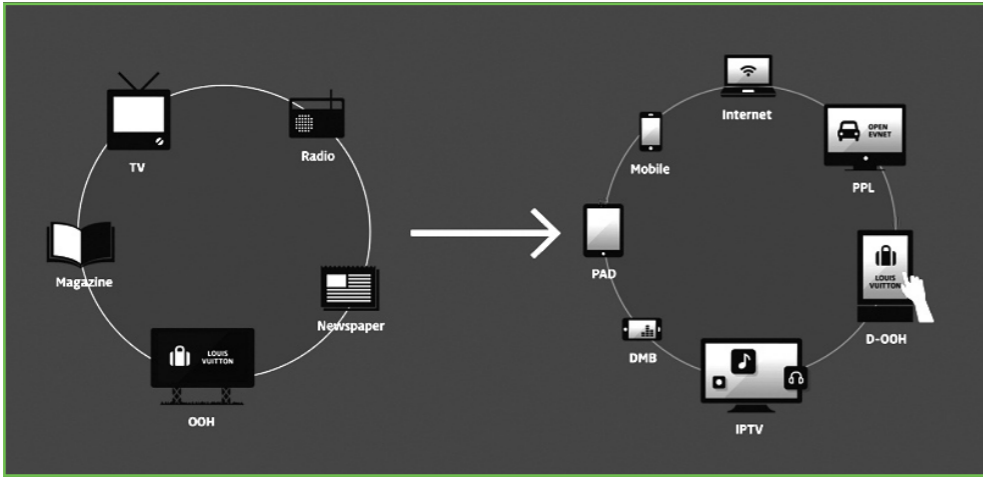 TV
Radio
Magazine
Newspaper
LOUIS
VUITTON
OOH
Internet
OPEN
EVNET
PPL
Mobile
PAD
LOUIS
VUITTON
D-OOH
DMB
IPTV